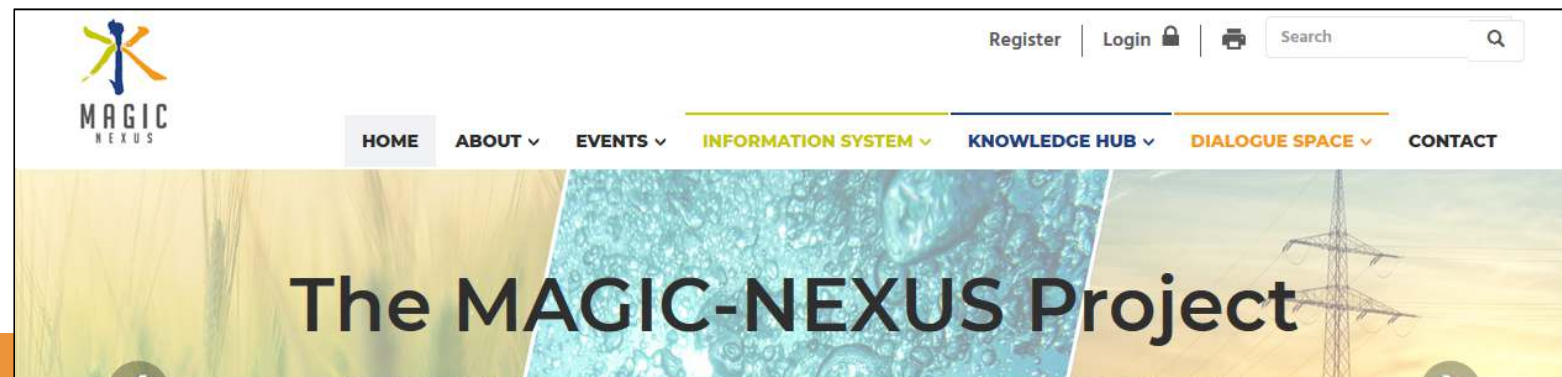 Register Login Search
MAGIC
NEXUS
HOME ABOUT EVENTS INFORMATION SYSTEM KNOWLEDGE HUB DIALOGUE SPACE CONTACT
The MAGIC-NEXUS Project